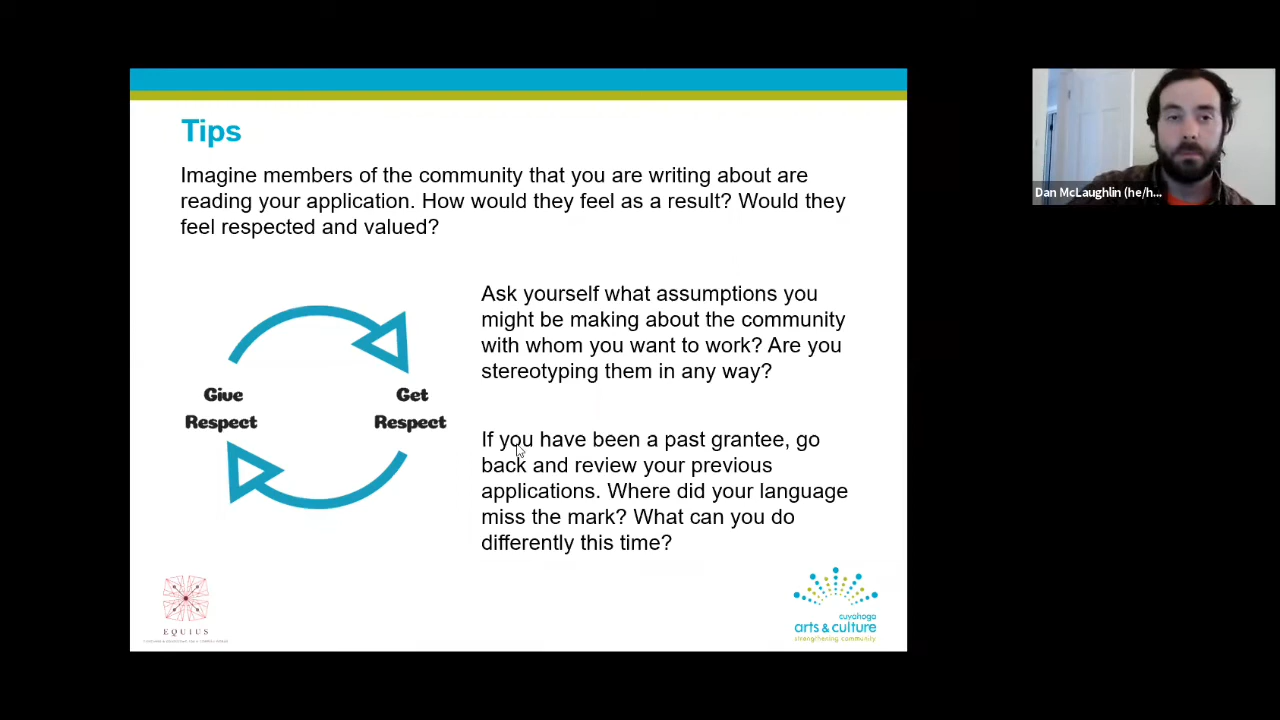 Tips
Imagine members of the community that you are writing about are
reading your application. How would they feel as a result? Would they
feel respected and valued?
Ask yourself what assumptions you
might be making about the community
with whom you want to work? Are you
stereotyping them in any way?
Give
Respect
Get
Respect
If you have been a past grantee, go
back and review your previous
applications. Where did your language
miss the mark? What can you do
differently this time?
EQUIUS
cuyahoga
arts & culture
strengthening community
Dan McLaughlin (he/h...